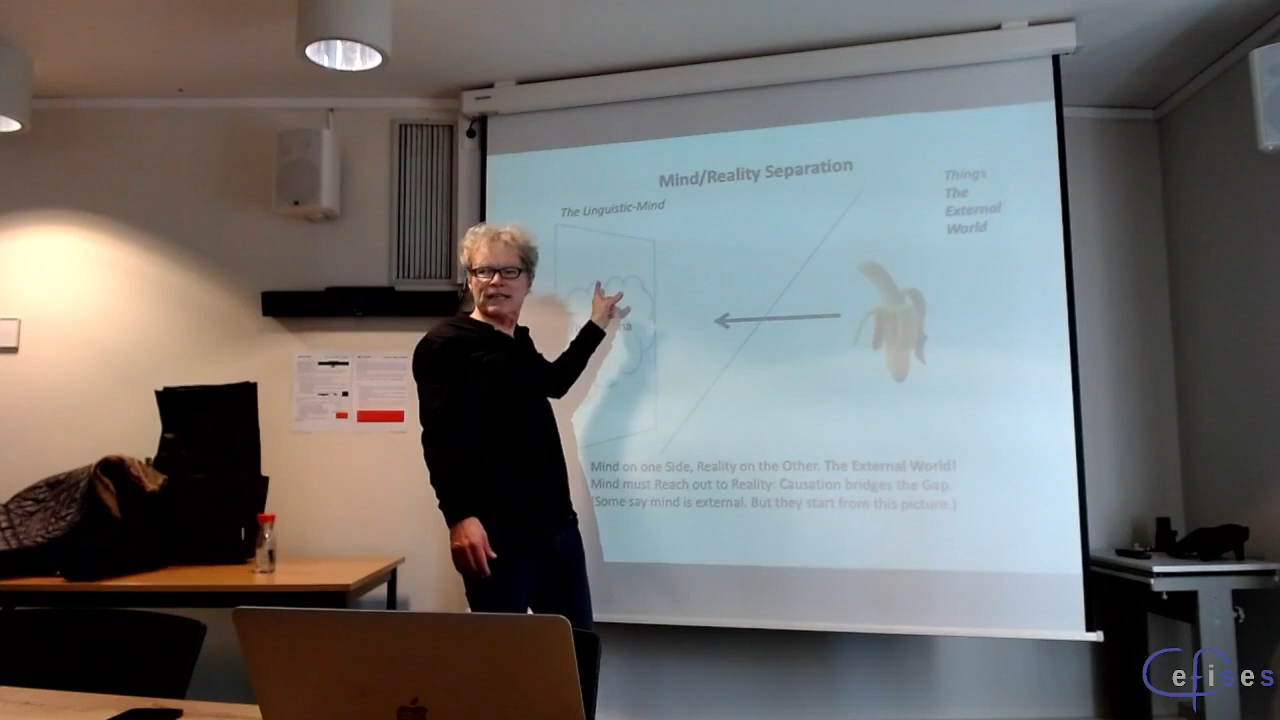 Mind/Reality Separation
The Linguistic-Mind
Things
The
External
World
Mind on one Side, Reality on the Other. The External World!
Mind must Reach out to Reality: Causation bridges the Gap.
(Some say mind is external. But they start from this picture.)
Cefises